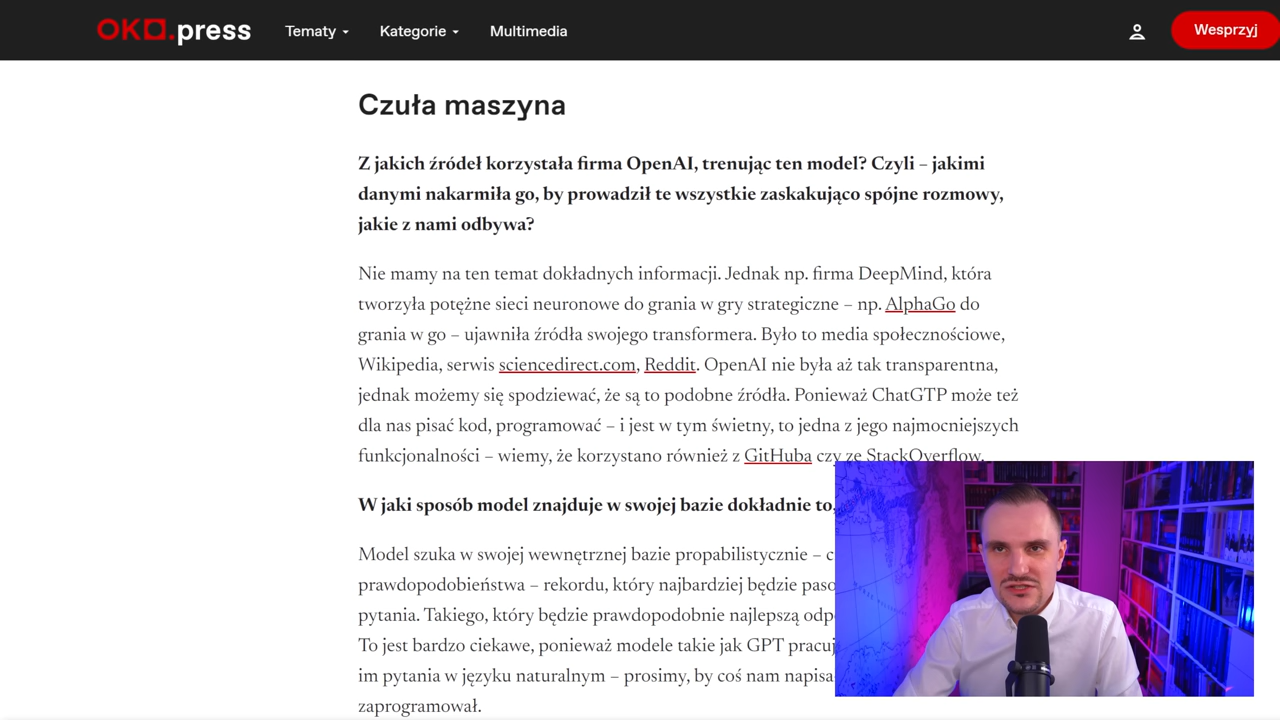 OKO.press
Tematy
Kategorie
Multimedia
Wesprzyj
Czuła maszyna
Z jakich źródeł korzystała firma OpenAI, trenując ten model? Czyli – jakimi
danymi nakarmiła go, by prowadził te wszystkie zaskakująco spójne rozmowy,
jakie z nami odbywa?
Nie mamy na ten temat dokładnych informacji. Jednak np. firma DeepMind, która
tworzyła potężne sieci neuronowe do grania w gry strategiczne – np. AlphaGo do
grania w go – ujawniła źródła swojego transformera. Było to media społecznościowe,
Wikipedia, serwis sciencedirect.com, Reddit. OpenAI nie była aż tak transparentna,
jednak możemy się spodziewać, że są to podobne źródła. Ponieważ ChatGTP może też
dla nas pisać kod, programować – i jest w tym świetny, to jedna z jego najmocniejszych
funkcjonalności – wiemy, że korzystano również z GitHuba czy ze StackOverflow.
W jaki sposób model znajduje w swojej bazie dokładnie to,
Model szuka w swojej wewnętrznej bazie propabilistycznie –
prawdopodobieństwa – rekordu, który najbardziej będzie
pytania. Takiego, który będzie prawdopodobnie najlepszą
To jest bardzo ciekawe, ponieważ modele takie jak GPT
im pytania w języku naturalnym – prosimy, by coś nam
zaprogramował.